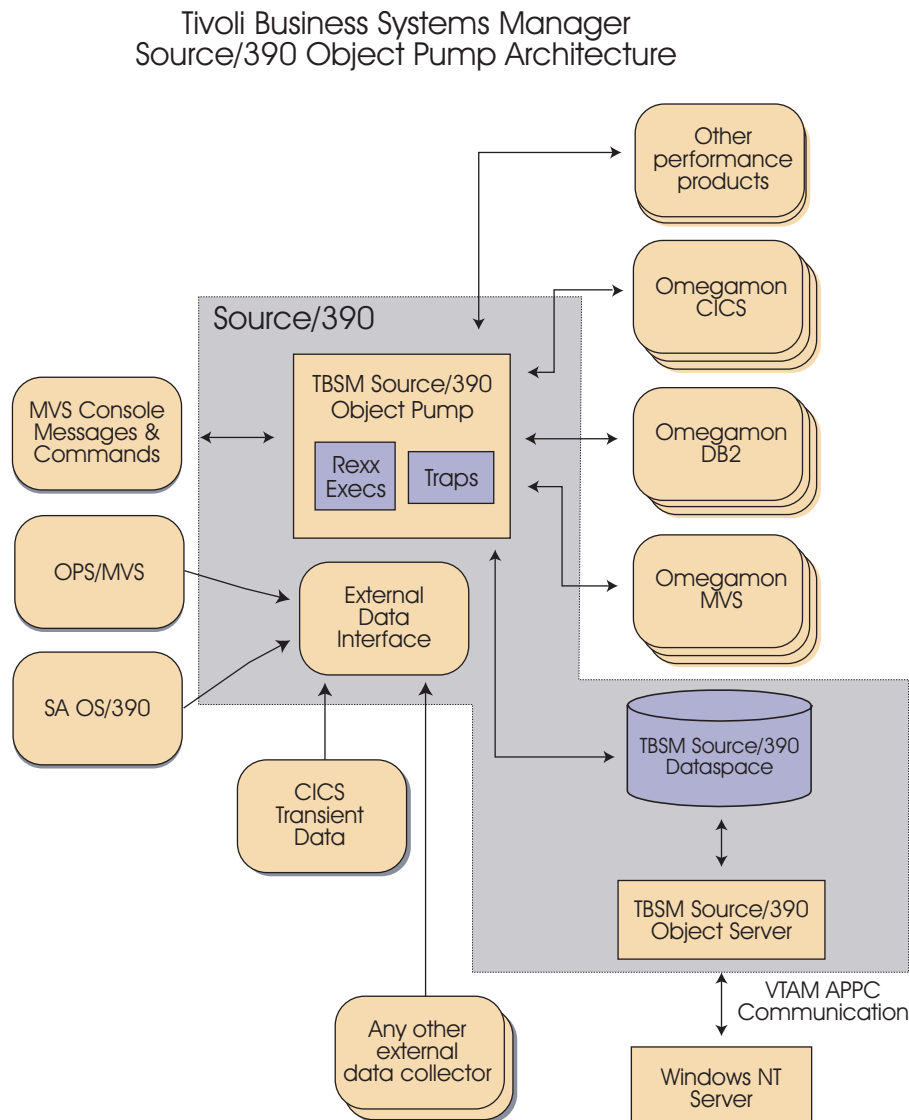 Tivoli Business Systems Manager
Source/390 Object Pump Architecture
Other
performance
products
Omegamon
CICS
Source/390
TBSM Source/390
Object Pump
Rexx
Execs
Traps
MVS Console
Messages &
Commands
Omegamon
DB2
OPS/MVS
External
Data
Interface
Omegamon
MVS
SA OS/390
TBSM Source/390
Dataspace
CICS
Transient
Data
TBSM Source/390
Object Server
VTAM APPC
Communication
Any other
external
data collector
Windows NT
Server